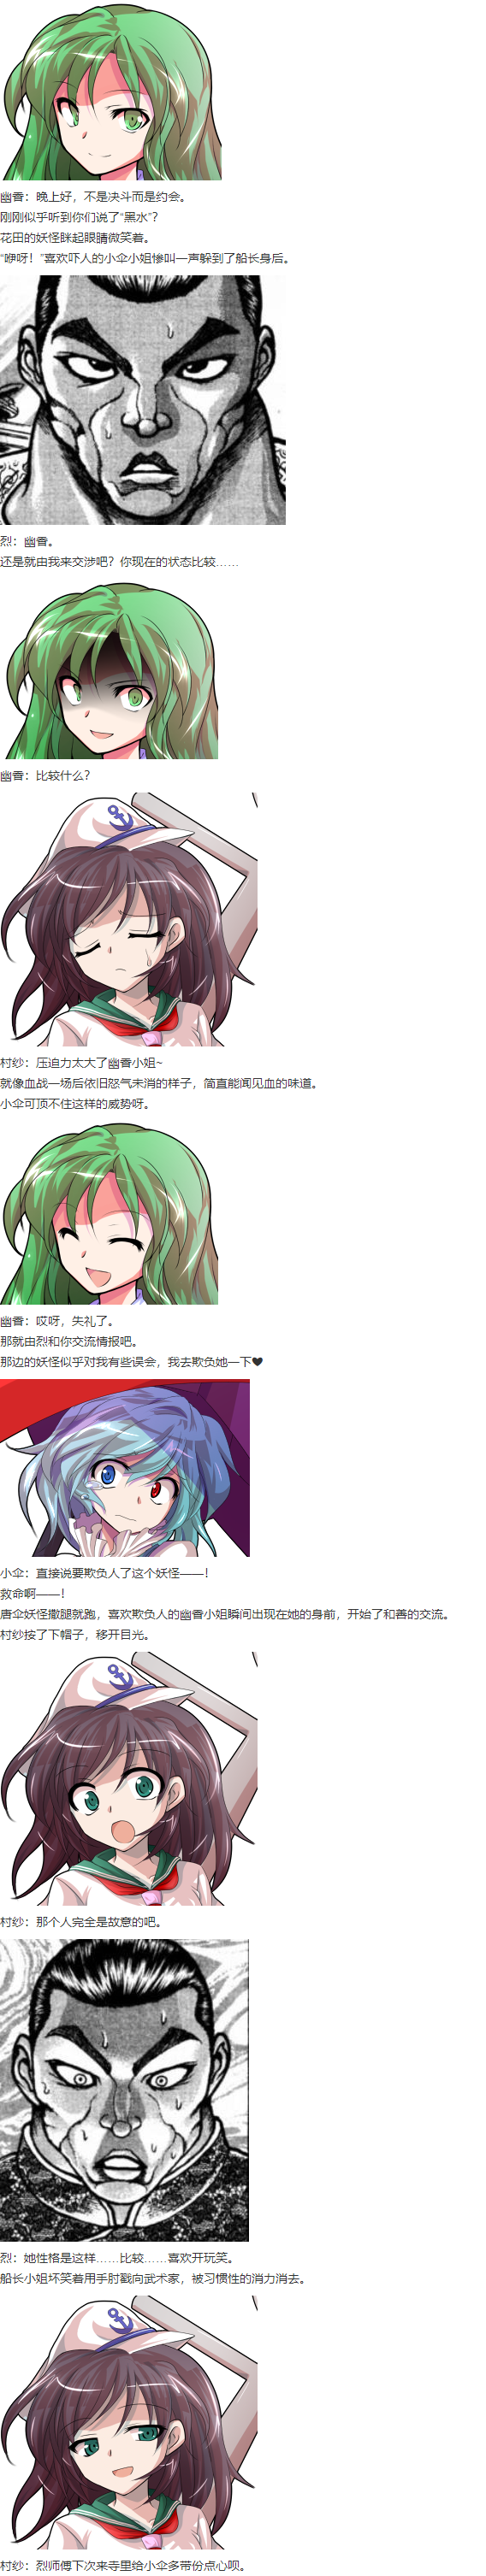 幽香：晚上好，不是决斗而是约会。
刚刚似乎听到你们说了“黑水”？
花田的妖怪眯起眼睛微笑着。
“咿呀！”喜欢吓人的小伞小姐惨叫一声躲到了船长身后。
烈：幽香。
还是就由我来交涉吧？你现在的状态比较……
幽香：比较什么？
村纱：压迫力太大了幽香小姐~
就像血战一场后依旧怒气未消的样子，简直能闻见血的味道。
小伞可顶不住这样的威势呀。
幽香：哎呀，失礼了。
那就由烈和你交流情报吧。
那边的妖怪似乎对我有些误会，我去欺负她一下♥
小伞：直接说要欺负人了这个妖怪——！
救命啊——！
唐伞妖怪撒腿就跑，喜欢欺负人的幽香小姐瞬间出现在她的身前，开始了和善的交流。
村纱按了下帽子，移开目光。
村纱：那个人完全是故意的吧。
烈：她性格是这样……比较……喜欢开玩笑。
船长小姐坏笑着用手肘戳向武术家，被习惯性的消力消去。
村纱：烈师傅下次来寺里给小伞多带份点心呗。